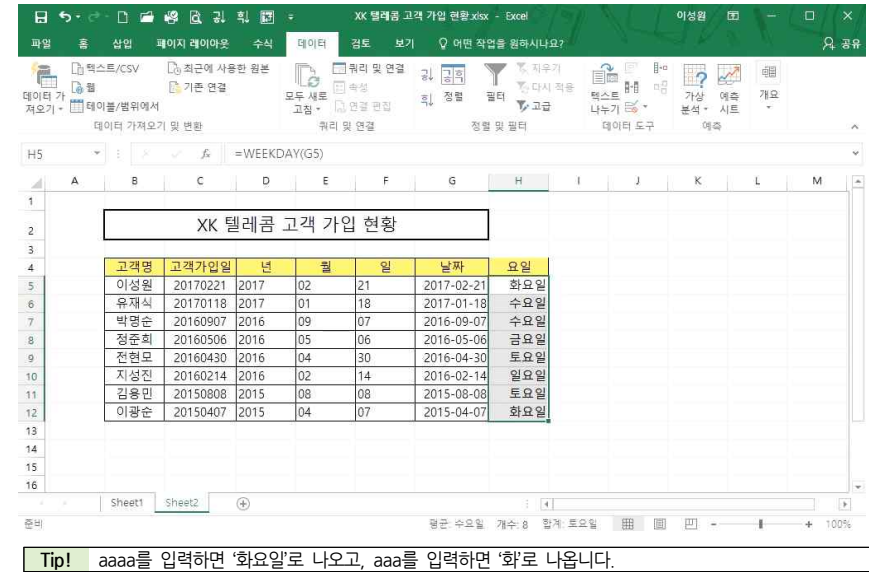 XK 텔레콤 고객 가입 현황.xlsx - Excel 이성원
파일 홈 삽입 페이지 레이아웃 수식 데이터 검토 보기 어떤 작업을 원하시나요? 공유
데이터 가져오기 텍스트/CSV 웹 테이블/범위에서 최근에 사용한 원본 기존 연결
모두 새로 고침 쿼리 및 연결 속성 연결 편집
정렬 필터 지우기 다시 적용 고급
텍스트 나누기 가상 분석 예측 시트 개요
데이터 가져오기 및 변환 쿼리 및 연결 정렬 및 필터 데이터 도구 예측
H5 fx =WEEKDAY(G5)
A B C D E F G H I J K L M
1
2 XK 텔레콤 고객 가입 현황
3
4 고객명 고객가입일 년 월 일 날짜 요일
5 이성원 20170221 2017 02 21 2017-02-21 화요일
6 유재식 20170118 2017 01 18 2017-01-18 수요일
7 박명순 20160907 2016 09 07 2016-09-07 수요일
8 정준희 20160506 2016 05 06 2016-05-06 금요일
9 전현모 20160430 2016 04 30 2016-04-30 토요일
10 지성진 20160214 2016 02 14 2016-02-14 일요일
11 김용민 20150808 2015 08 08 2015-08-08 토요일
12 이광순 20150407 2015 04 07 2015-04-07 화요일
13
14
15
16
Sheet1 Sheet2
준비 평균: 수요일 개수: 8 합계: 토요일 - + 100%
Tip! aaaa를 입력하면 ‘화요일’로 나오고, aaa를 입력하면 ‘화’로 나옵니다.